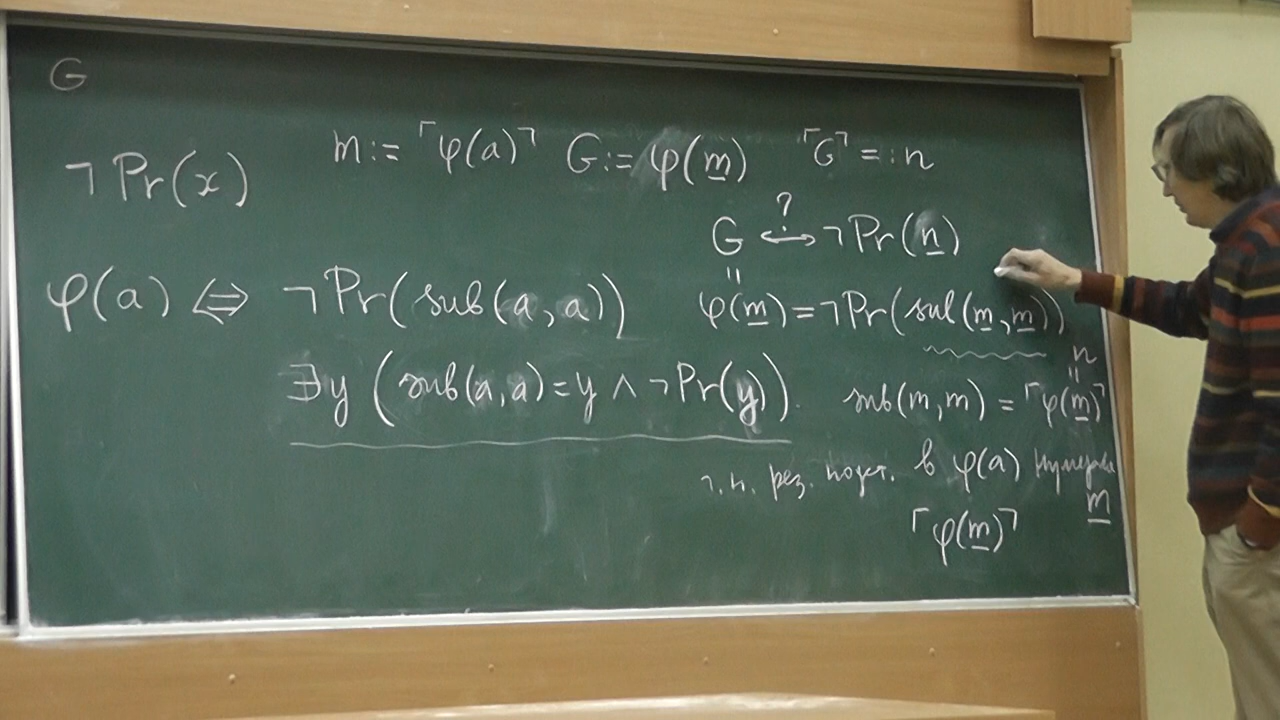 G
¬Pr(x)
m := ⌜φ(a)⌝ G := φ(m̲) ⌜G⌝ =: n
G ⟷? ¬Pr(n̲)
=
φ(a) ⇔ ¬Pr(sub(a,a))
φ(m̲) = ¬Pr(sub(m̲,m̲))
∃y (sub(a,a)=y ∧ ¬Pr(y)).
n
=
sub(m,m) = ⌜φ(m̲)⌝
г.н. рез. подст. в φ(a) нумерала
m̲
⌜φ(m̲)⌝